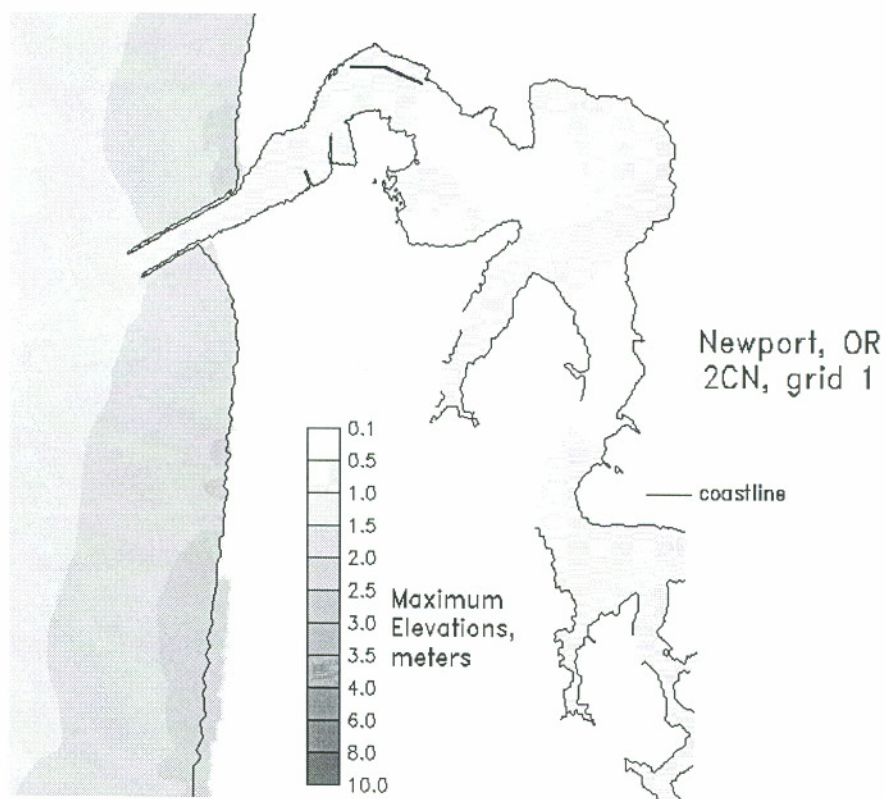 Newport, OR
2CN, grid 1
0.1
0.5
1.0
coastline
1.5
2.0
2.5
Maximum
Elevations,
meters
3.0
3.5
4.0
6.0
8.0
10.0